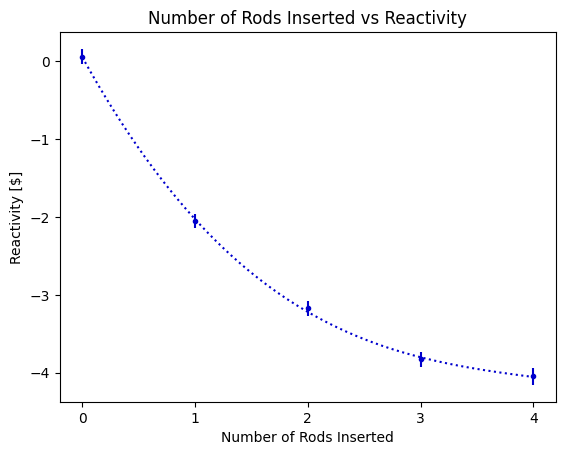 Number of Rods Inserted vs Reactivity
Reactivity [$]
0
−1
−2
−3
−4
0 1 2 3 4
Number of Rods Inserted